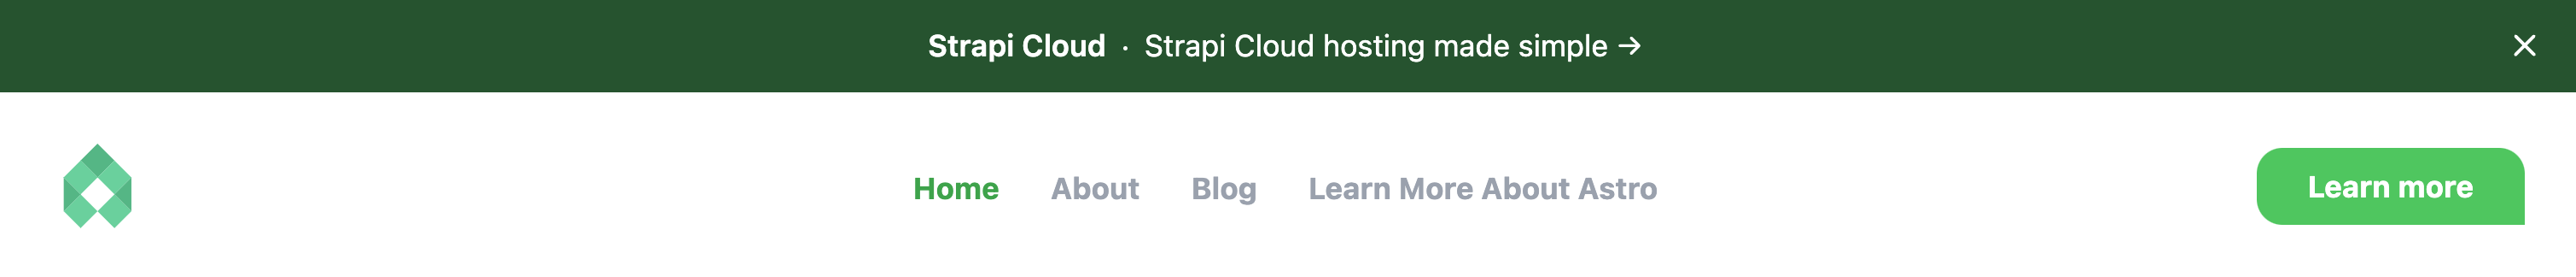 Strapi Cloud · Strapi Cloud hosting made simple →
Home About Blog Learn More About Astro Learn more